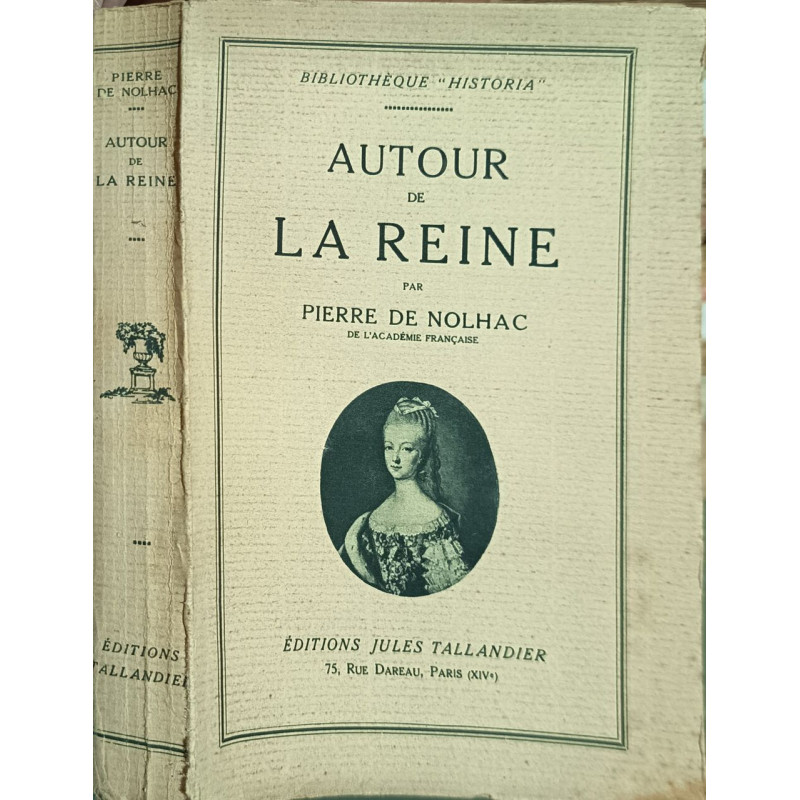 PIERRE
DE NOLHAC
AUTOUR
DE
LA REINE
ÉDITIONS
TALLANDIER
BIBLIOTHÈQUE "HISTORIA"
AUTOUR
DE
LA REINE
PAR
PIERRE DE NOLHAC
DE L'ACADÉMIE FRANÇAISE
ÉDITIONS JULES TALLANDIER
75, RUE DAREAU, PARIS (XIVe)